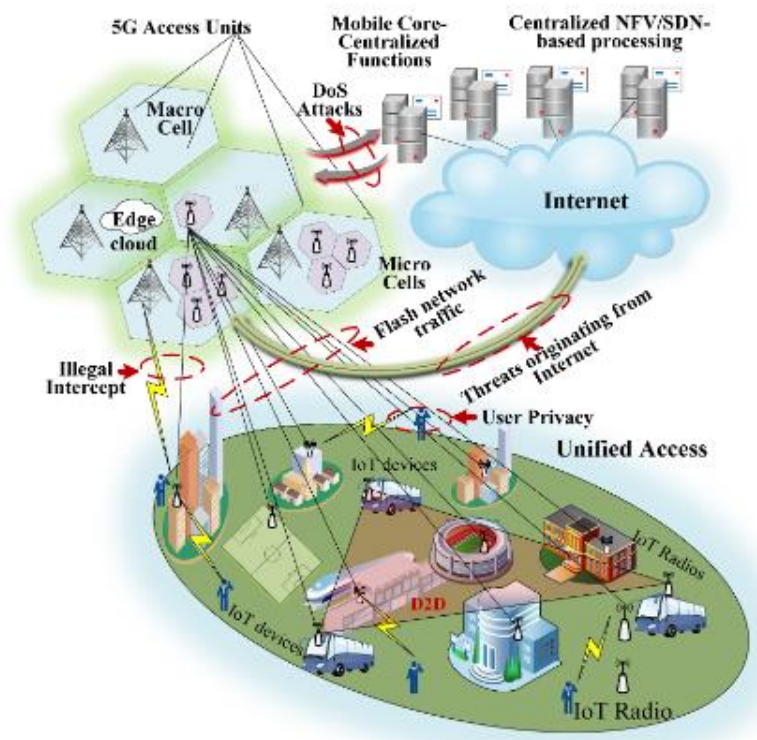 5G Access Units
Mobile Core-
Centralized
Functions
Centralized NFV/SDN-
based processing
DoS
Attacks
Macro
Cell
Internet
Edge
cloud
Micro
Cells
Flash network
traffic
Threats originating from
Internet
Illegal
Intercept
User Privacy
Unified Access
IoT devices
IoT Radios
D2D
IoT devices
IoT Radio